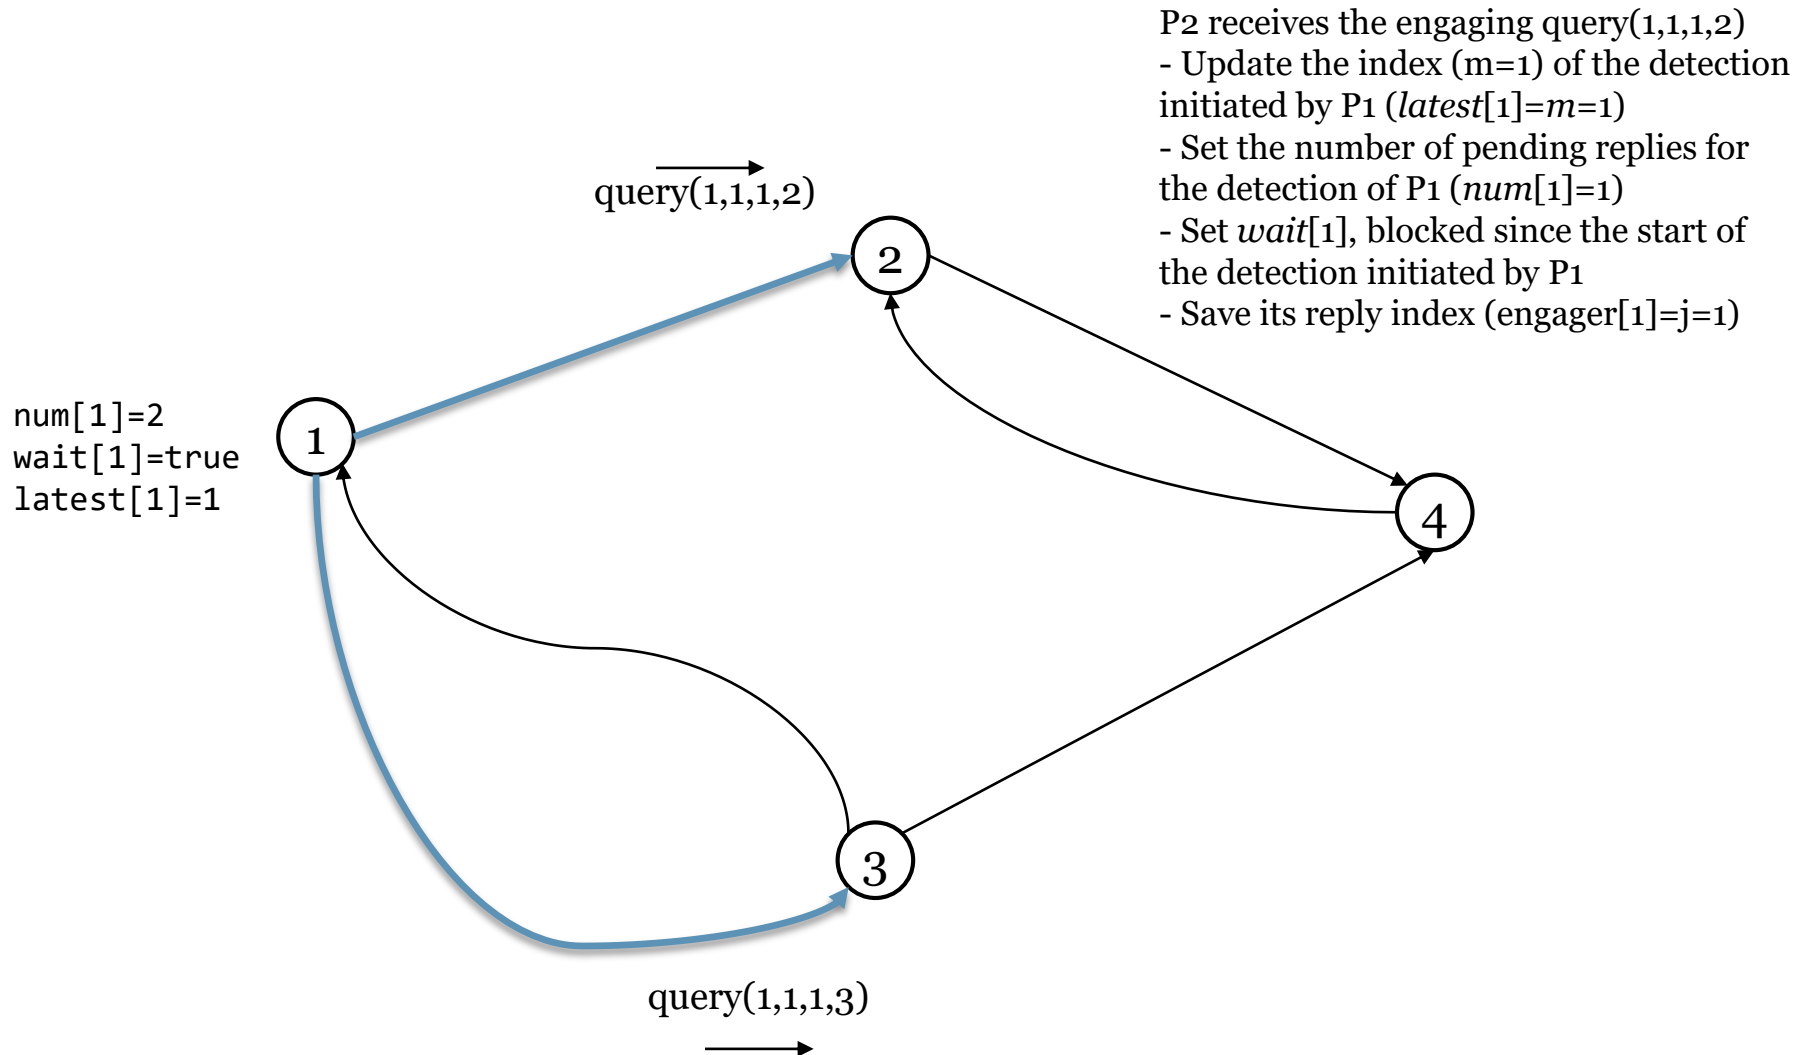 P2 receives the engaging query(1,1,1,2)
- Update the index (m=1) of the detection
initiated by P1 (latest[1]=m=1)
- Set the number of pending replies for
the detection of P1 (num[1]=1)
- Set wait[1], blocked since the start of
the detection initiated by P1
- Save its reply index (engager[1]=j=1)
query(1,1,1,2)
2
num[1]=2
wait[1]=true
latest[1]=1
1
4
3
query(1,1,1,3)